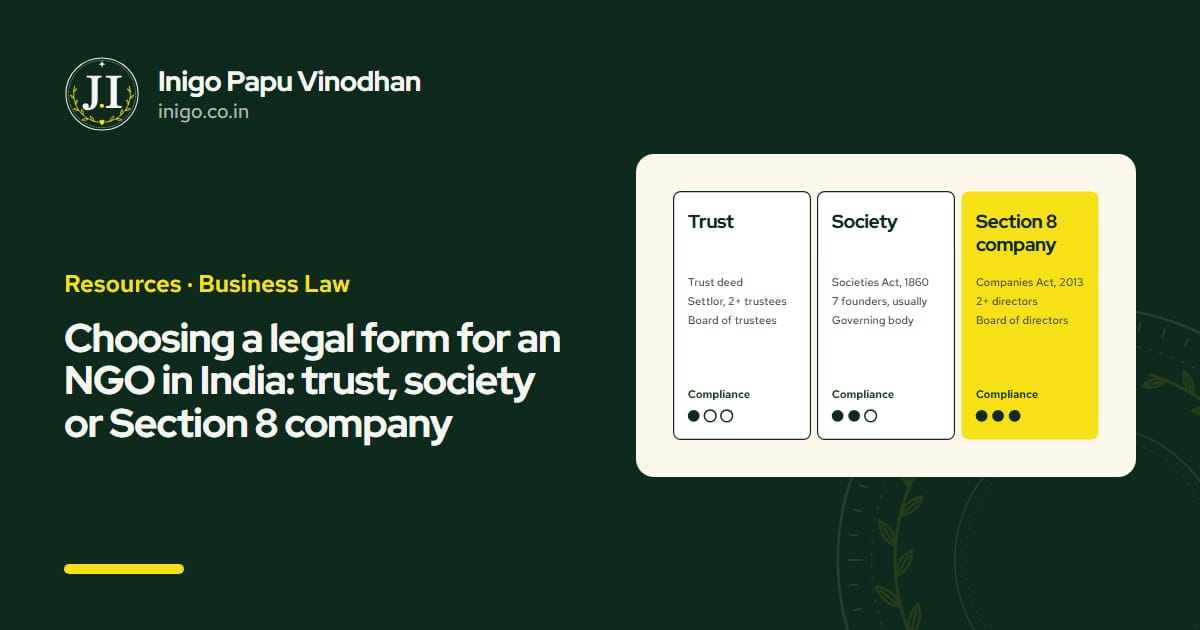 J.I
Inigo Papu Vinodhan
inigo.co.in
Resources · Business Law
Choosing a legal form for an
NGO in India: trust, society
or Section 8 company
Trust
Trust deed
Settlor, 2+ trustees
Board of trustees
Compliance
Society
Societies Act, 1860
7 founders, usually
Governing body
Compliance
Section 8
company
Companies Act, 2013
2+ directors
Board of directors
Compliance